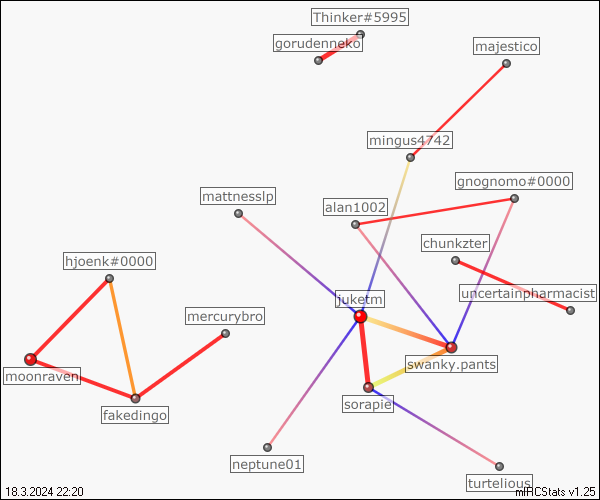 Thinker#5995
gorudenneko
majestico
mingus4742
gnognomo#0000
mattnesslp
alan1002
chunkzter
hjoenk#0000
uncertainpharmacist
juketm
mercurybro
swanky.pants
moonraven
sorapie
fakedingo
neptune01
turtelious
18.3.2024 22:20
mIRCStats v1.25